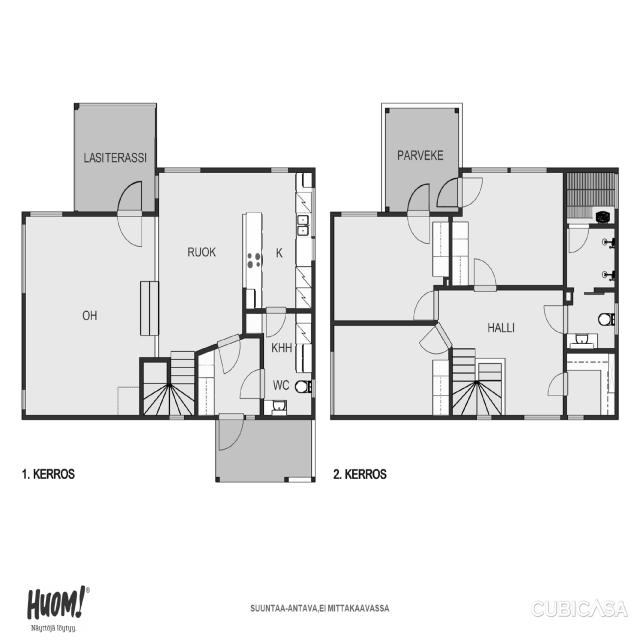 LASITERASSI
PARVEKE
RUOK
K
OH
HALLI
KHH
WC
1. KERROS
2. KERROS
HUOM!®
Näyttöjä löytyy.
SUUNTAA-ANTAVA,EI MITTAKAAVASSA
CUBICASA